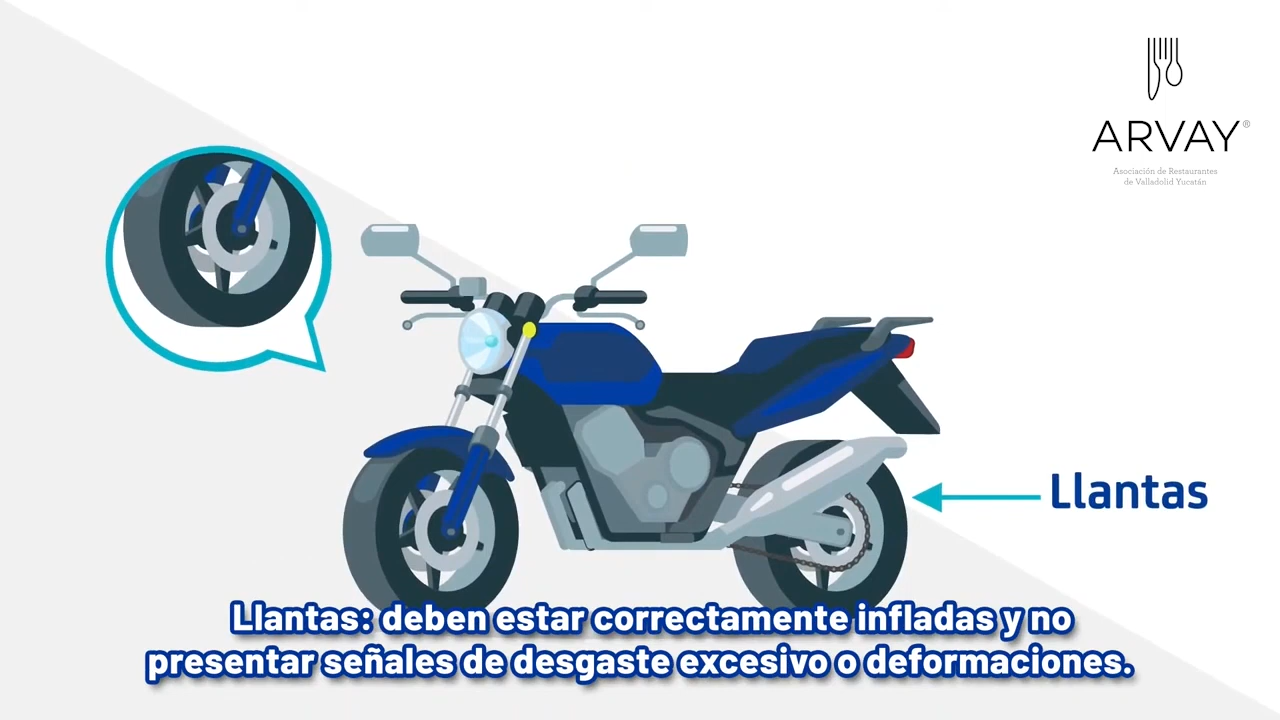 ARVAY®
Asociación de Restaurantes
de Valladolid Yucatán
Llantas
Llantas: deben estar correctamente infladas y no
presentar señales de desgaste excesivo o deformaciones.